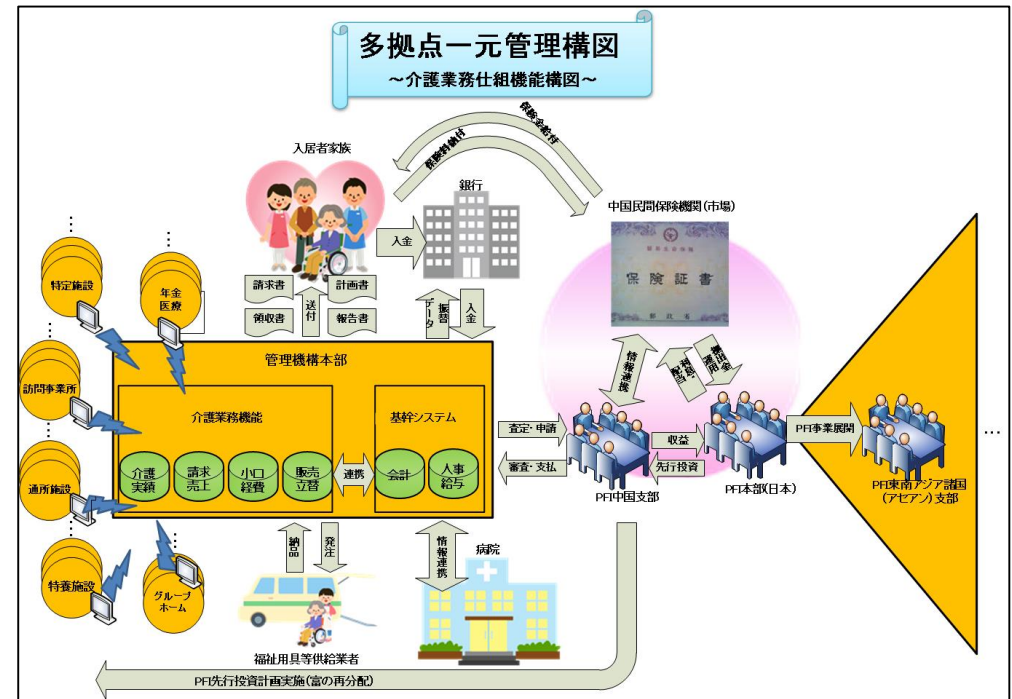 多拠点一元管理構図
～介護業務仕組機能構図～
保険金給付
保険料納付
入居者家族
銀行
中国民間保険機関(市場)
入金
保険証書
請求書
計画書
領収書
報告書
送付
振替
データ
入金
特定施設
年金
医療
訪問事業所
通所施設
特養施設
グループ
ホーム
管理機構本部
介護業務機能
基幹システム
介護
実績
請求
売上
小口
経費
販売
立替
連携
会計
人事
給与
査定・申請
審査・支払
情報連携
利息・
配当
拠出金
運用
収益
先行投資
PFI事業展開
PFI中国支部
PFI本部(日本)
PFI東南アジア諸国
(アセアン)支部
…
納品
発注
情報連携
病院
福祉用具等供給業者
PFI先行投資計画実施(富の再分配)